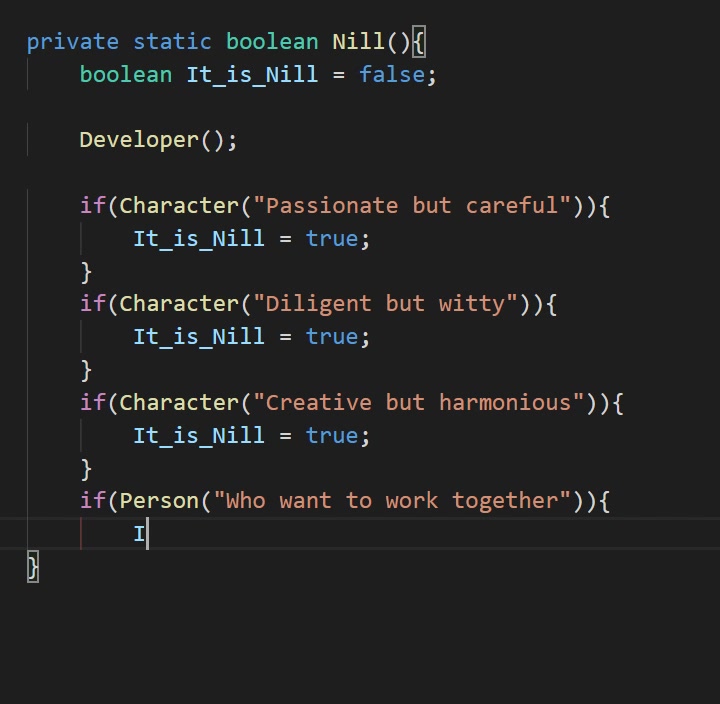 private static boolean Nill(){
    boolean It_is_Nill = false;

    Developer();

    if(Character("Passionate but careful")){
        It_is_Nill = true;
    }
    if(Character("Diligent but witty")){
        It_is_Nill = true;
    }
    if(Character("Creative but harmonious")){
        It_is_Nill = true;
    }
    if(Person("Who want to work together")){
        I
}